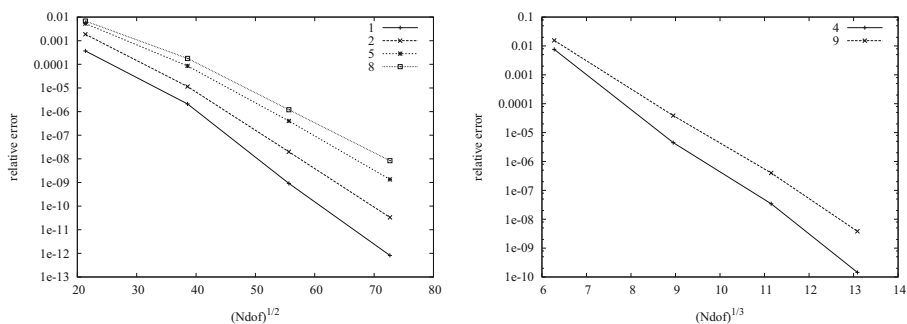 0.01
0.001
0.0001
1e-05
1e-06
1e-07
1e-08
1e-09
1e-10
1e-11
1e-12
1e-13
20 30 40 50 60 70 80
relative error
(Ndof)^{1/2}
1
2
5
8
0.1
0.01
0.001
0.0001
1e-05
1e-06
1e-07
1e-08
1e-09
1e-10
6 7 8 9 10 11 12 13 14
relative error
(Ndof)^{1/3}
4
9